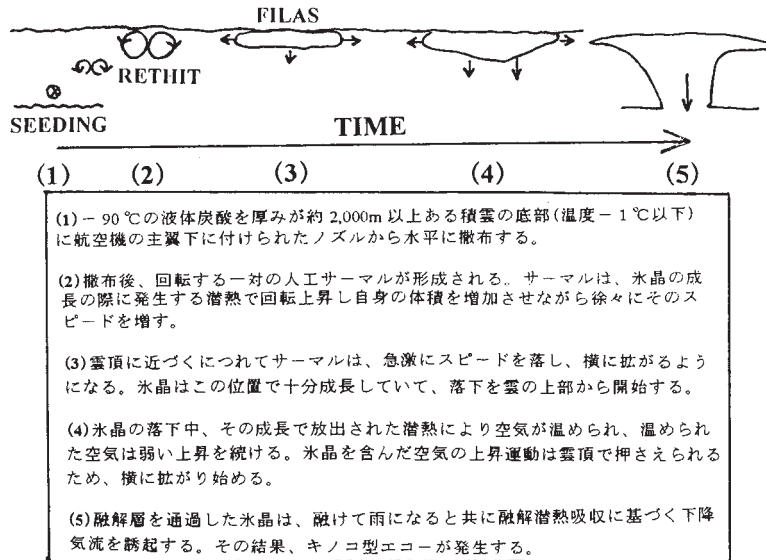 FILAS
RETHIT
SEEDING
TIME
(1) (2) (3) (4) (5)
(1)－90℃の液体炭酸を厚みが約2,000m以上ある積雲の底部(温度－1℃以下)
に航空機の主翼下に付けられたノズルから水平に撒布する。
(2)撒布後、回転する一対の人工サーマルが形成される。サーマルは、氷晶の成
長の際に発生する潜熱で回転上昇し自身の体積を増加させながら徐々にそのス
ピードを増す。
(3)雲頂に近づくにつれてサーマルは、急激にスピードを落し、横に拡がるよう
になる。氷晶はこの位置で十分成長していて、落下を雲の上部から開始する。
(4)氷晶の落下中、その成長で放出された潜熱により空気が温められ、温められ
た空気は弱い上昇を続ける。氷晶を含んだ空気の上昇運動は雲頂で押さえられる
ため、横に拡がり始める。
(5)融解層を通過した氷晶は、融けて雨になると共に融解潜熱吸収に基づく下降
気流を誘起する。その結果、キノコ型エコーが発生する。